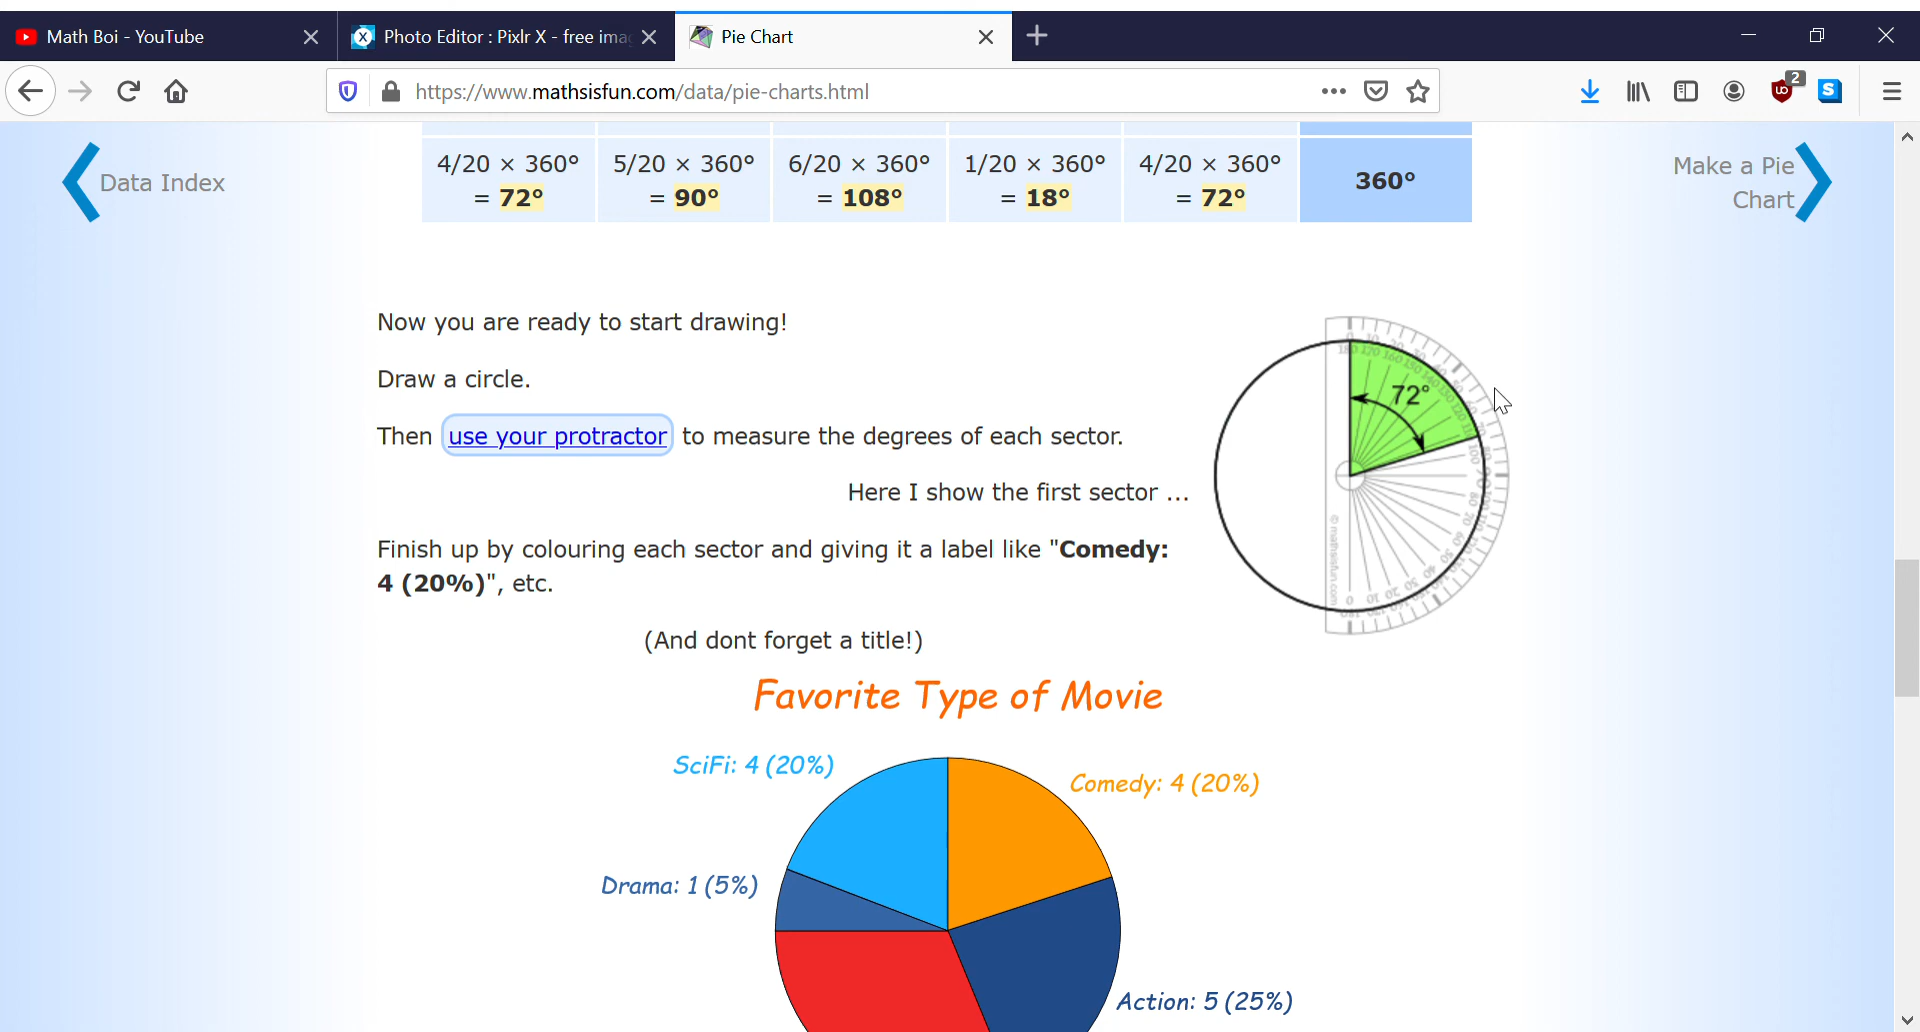 Math Boi - YouTube
Photo Editor : Pixlr X - free ima
Pie Chart
https://www.mathsisfun.com/data/pie-charts.html
2
Data Index
4/20 × 360° 5/20 × 360° 6/20 × 360° 1/20 × 360° 4/20 × 360°
= 72° = 90° = 108° = 18° = 72° 360°
Make a Pie
Chart
Now you are ready to start drawing!
Draw a circle.
Then use your protractor to measure the degrees of each sector.
Here I show the first sector ...
Finish up by colouring each sector and giving it a label like "Comedy:
4 (20%)", etc.
(And dont forget a title!)
72°
© mathsisfun.com
Favorite Type of Movie
SciFi: 4 (20%)
Comedy: 4 (20%)
Drama: 1 (5%)
Action: 5 (25%)